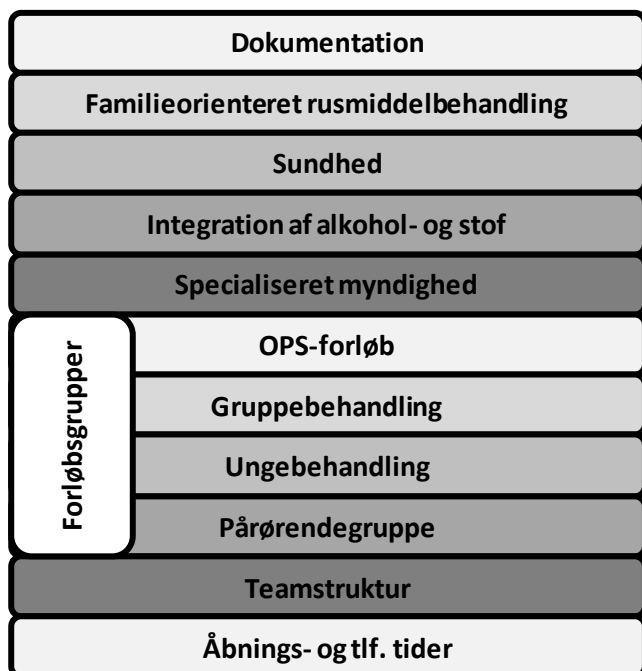 Dokumentation
Familieorienteret rusmiddelbehandling
Sundhed
Integration af alkohol- og stof
Specialiseret myndighed
Forløbsgrupper
OPS-forløb
Gruppebehandling
Ungebehandling
Pårørendegruppe
Teamstruktur
Åbnings- og tlf. tider